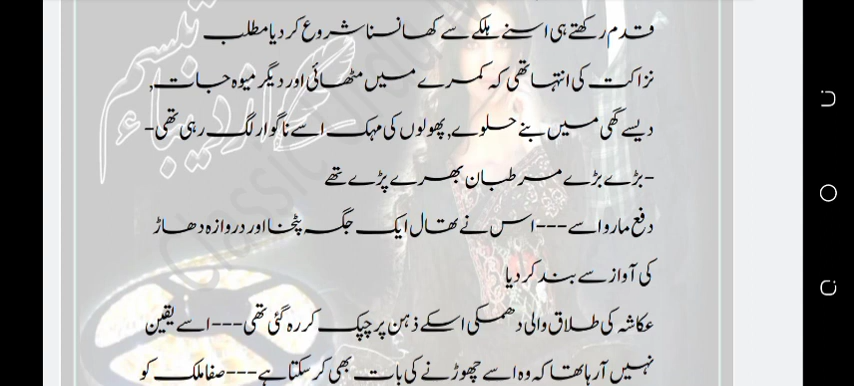 قدم رکھتے ہی اسنے ہلکے سے کھانسنا شروع کر دیا مطلب
نزاکت کی انتہا تھی کہ کمرے میں مٹھائی اور دیگر میوہ جات,
دیسے گھی میں بنے حلوے, پھولوں کی مہک اسے ناگوار لگ رہی تھی-
-بڑے بڑے مرطبان بھرے پڑے تھے
دفع مارو اسے --- اس نے تھال ایک جگہ پٹخا اور دروازہ دھاڑ
کی آواز سے بند کر دیا
عکاشہ کی طلاق والی دھمکی اسکے ذہن پر چپک کر رہ گئی تھی --- اسے یقین
نہیں آ رہا تھا کہ وہ اسے چھوڑنے کی بات بھی کر سکتا ہے --- صفا ملک کو